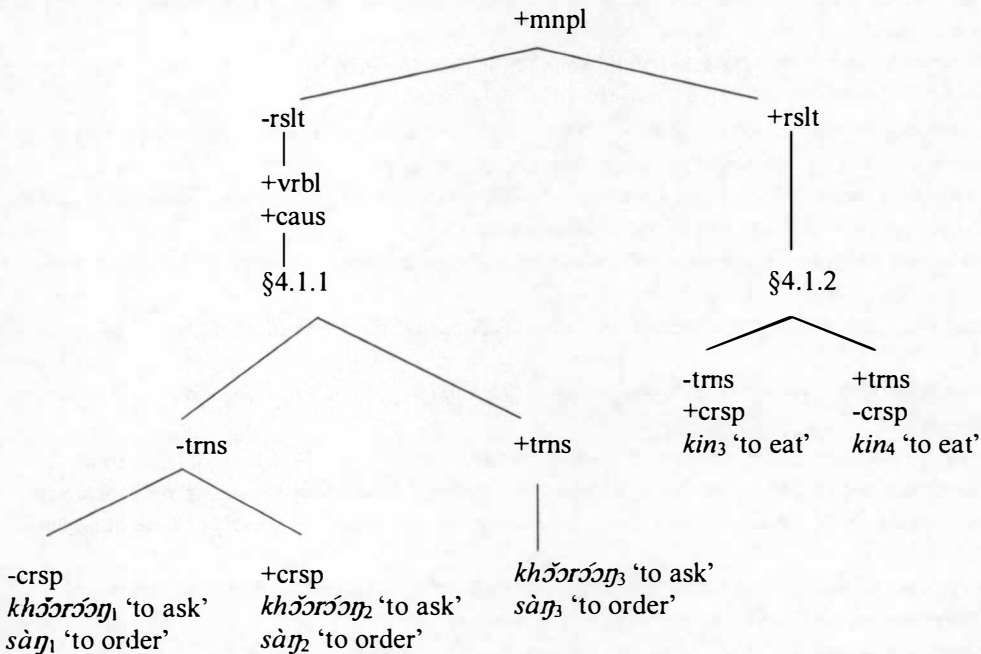 +mnpl
-rslt +rslt
+vrbl
+caus
§4.1.1 §4.1.2
-trns +trns
+crsp -crsp
kin₃ ‘to eat’ kin₄ ‘to eat’
-trns +trns
-crsp +crsp khɔ̌ɔrɔ́ɔŋ₃ ‘to ask’
khɔ̌ɔrɔ́ɔŋ₁ ‘to ask’ khɔ̌ɔrɔ́ɔŋ₂ ‘to ask’ sàŋ₃ ‘to order’
sàŋ₁ ‘to order’ sàŋ₂ ‘to order’